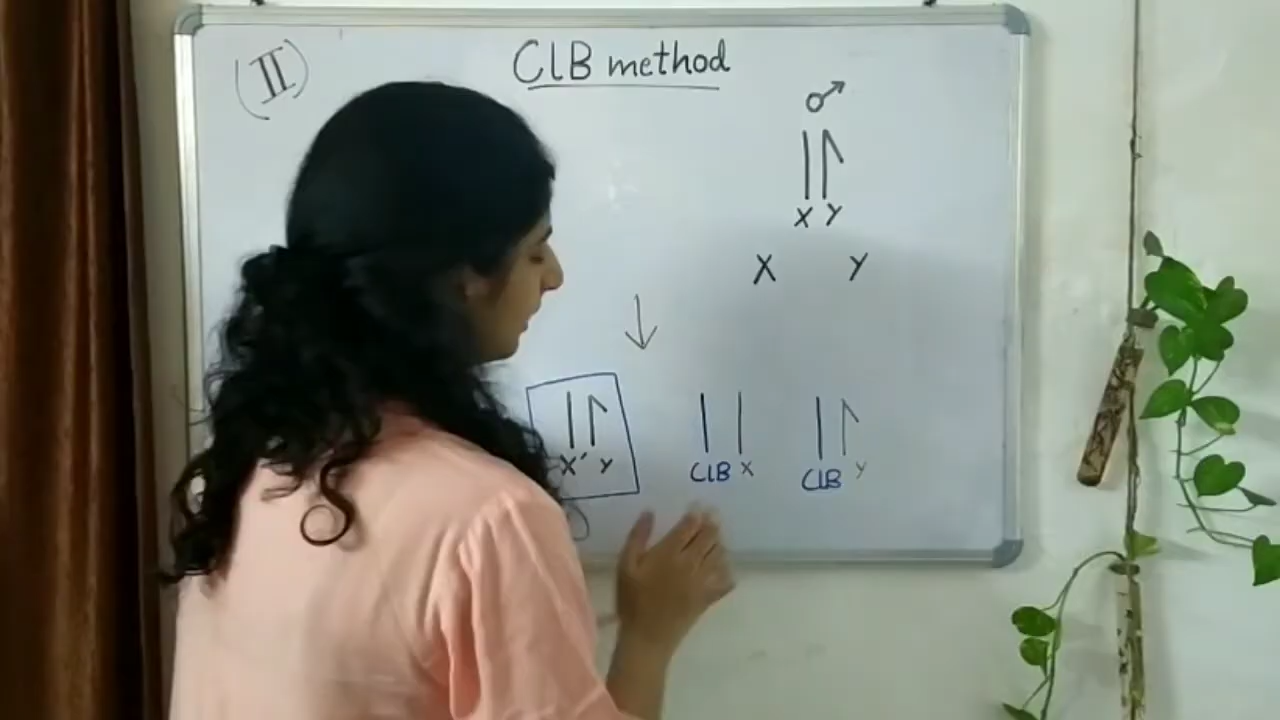 (II)
ClB method
♂
X Y
X Y
↓
X' Y ClB X ClB Y